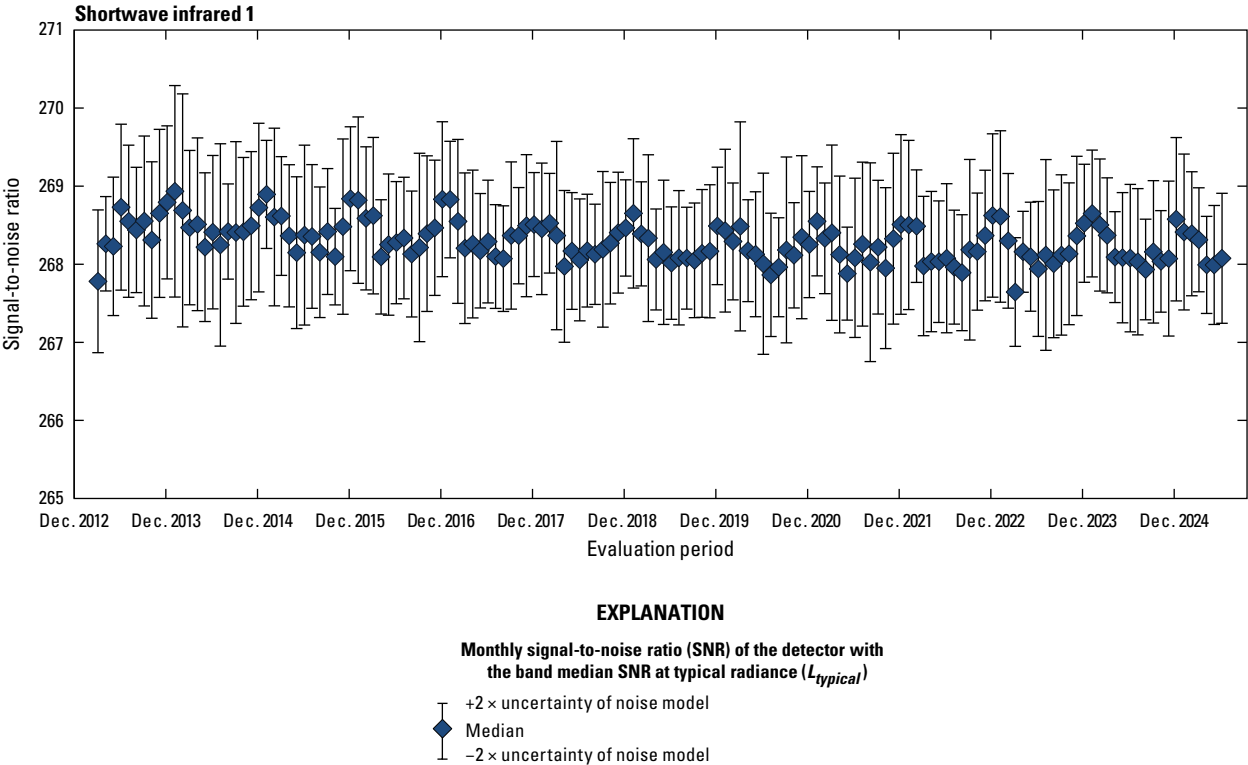 Shortwave infrared 1
271
270
269
268
267
266
265
Signal-to-noise ratio
Dec. 2012 Dec. 2013 Dec. 2014 Dec. 2015 Dec. 2016 Dec. 2017 Dec. 2018 Dec. 2019 Dec. 2020 Dec. 2021 Dec. 2022 Dec. 2023 Dec. 2024
Evaluation period
EXPLANATION
Monthly signal-to-noise ratio (SNR) of the detector with
the band median SNR at typical radiance (Ltypical)
+2 × uncertainty of noise model
Median
−2 × uncertainty of noise model